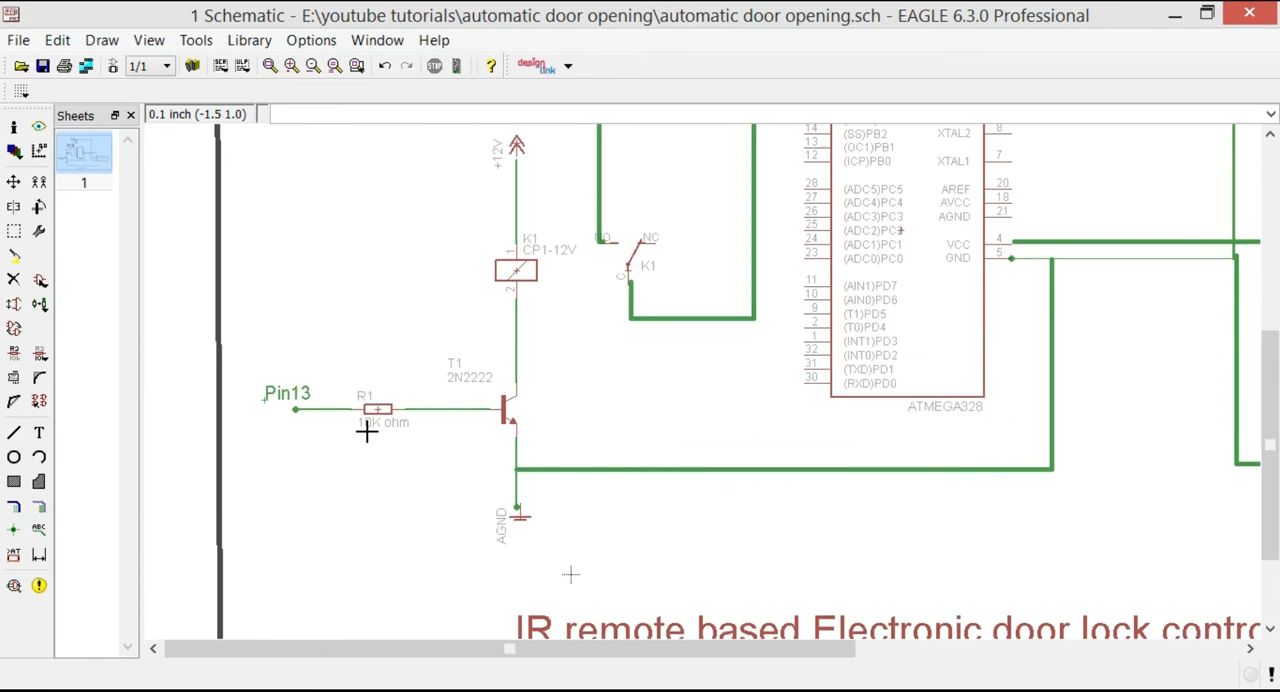 1 Schematic - E:\youtube tutorials\automatic door opening\automatic door opening.sch - EAGLE 6.3.0 Professional
File Edit Draw View Tools Library Options Window Help
1/1
design link
Sheets
0.1 inch (-1.5 1.0)
1
+12V
K1
CP1-12V
1
2
NO
NC
K1
C
T1
2N2222
Pin13
R1
10K ohm
AGND
14 (SS)PB2 XTAL2 8
13 (OC1)PB1
12 (ICP)PB0 XTAL1 7
28 (ADC5)PC5 AREF 20
27 (ADC4)PC4 AVCC 18
26 (ADC3)PC3 AGND 21
25 (ADC2)PC2
24 (ADC1)PC1 VCC 4
23 (ADC0)PC0 GND 5
11 (AIN1)PD7
10 (AIN0)PD6
9 (T1)PD5
2 (T0)PD4
1 (INT1)PD3
32 (INT0)PD2
31 (TXD)PD1
30 (RXD)PD0
ATMEGA328
IR remote based Electronic door lock contro